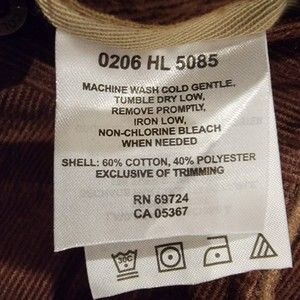 0206 HL 5085
MACHINE WASH COLD GENTLE,
TUMBLE DRY LOW,
REMOVE PROMPTLY,
IRON LOW,
NON-CHLORINE BLEACH
WHEN NEEDED
SHELL: 60% COTTON, 40% POLYESTER
EXCLUSIVE OF TRIMMING
RN 69724
CA 05367